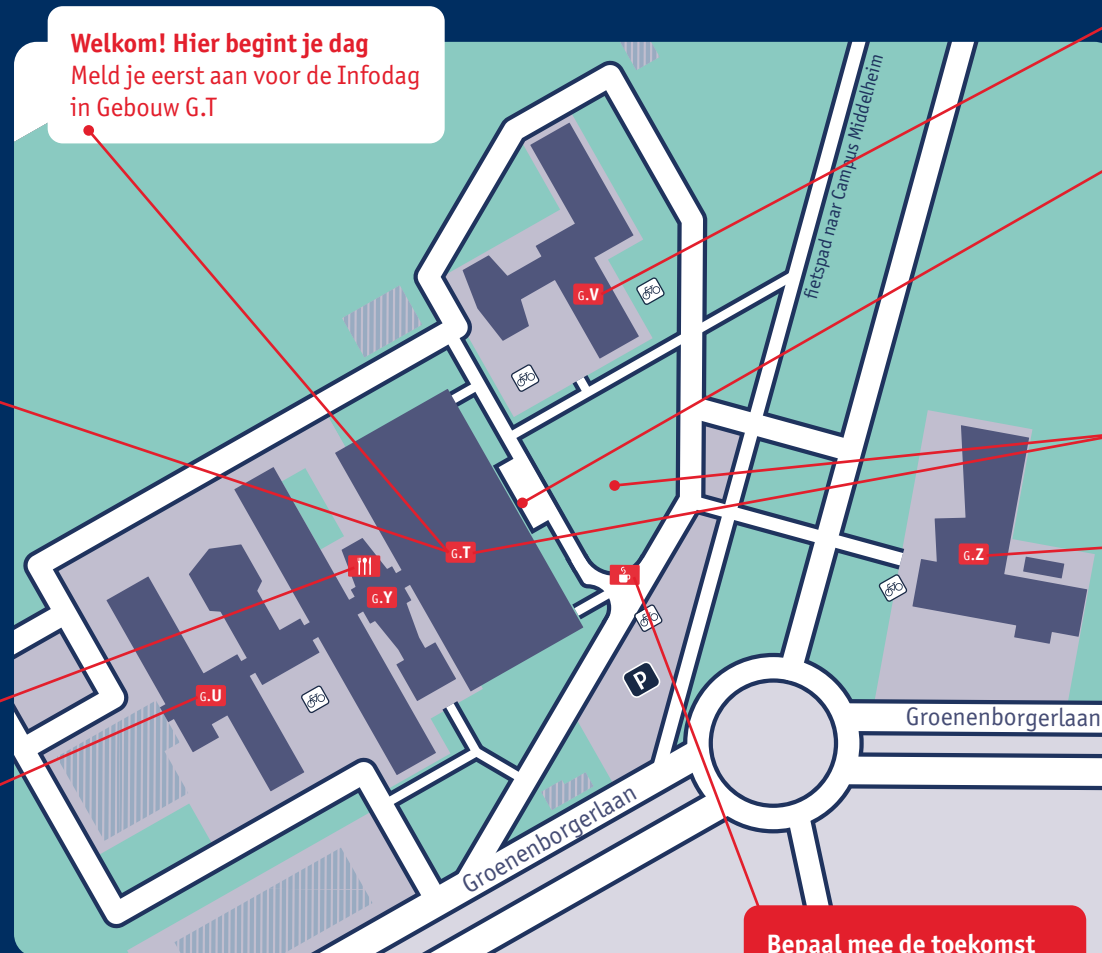 Welkom! Hier begint je dag
Meld je eerst aan voor de Infodag
in Gebouw G.T
fietspad naar Campus Middelheim
G.V
G.T
G.Z
G.Y
G.U
P
Groenenborgerlaan
Groenenborgerlaan
Bepaal mee de toekomst